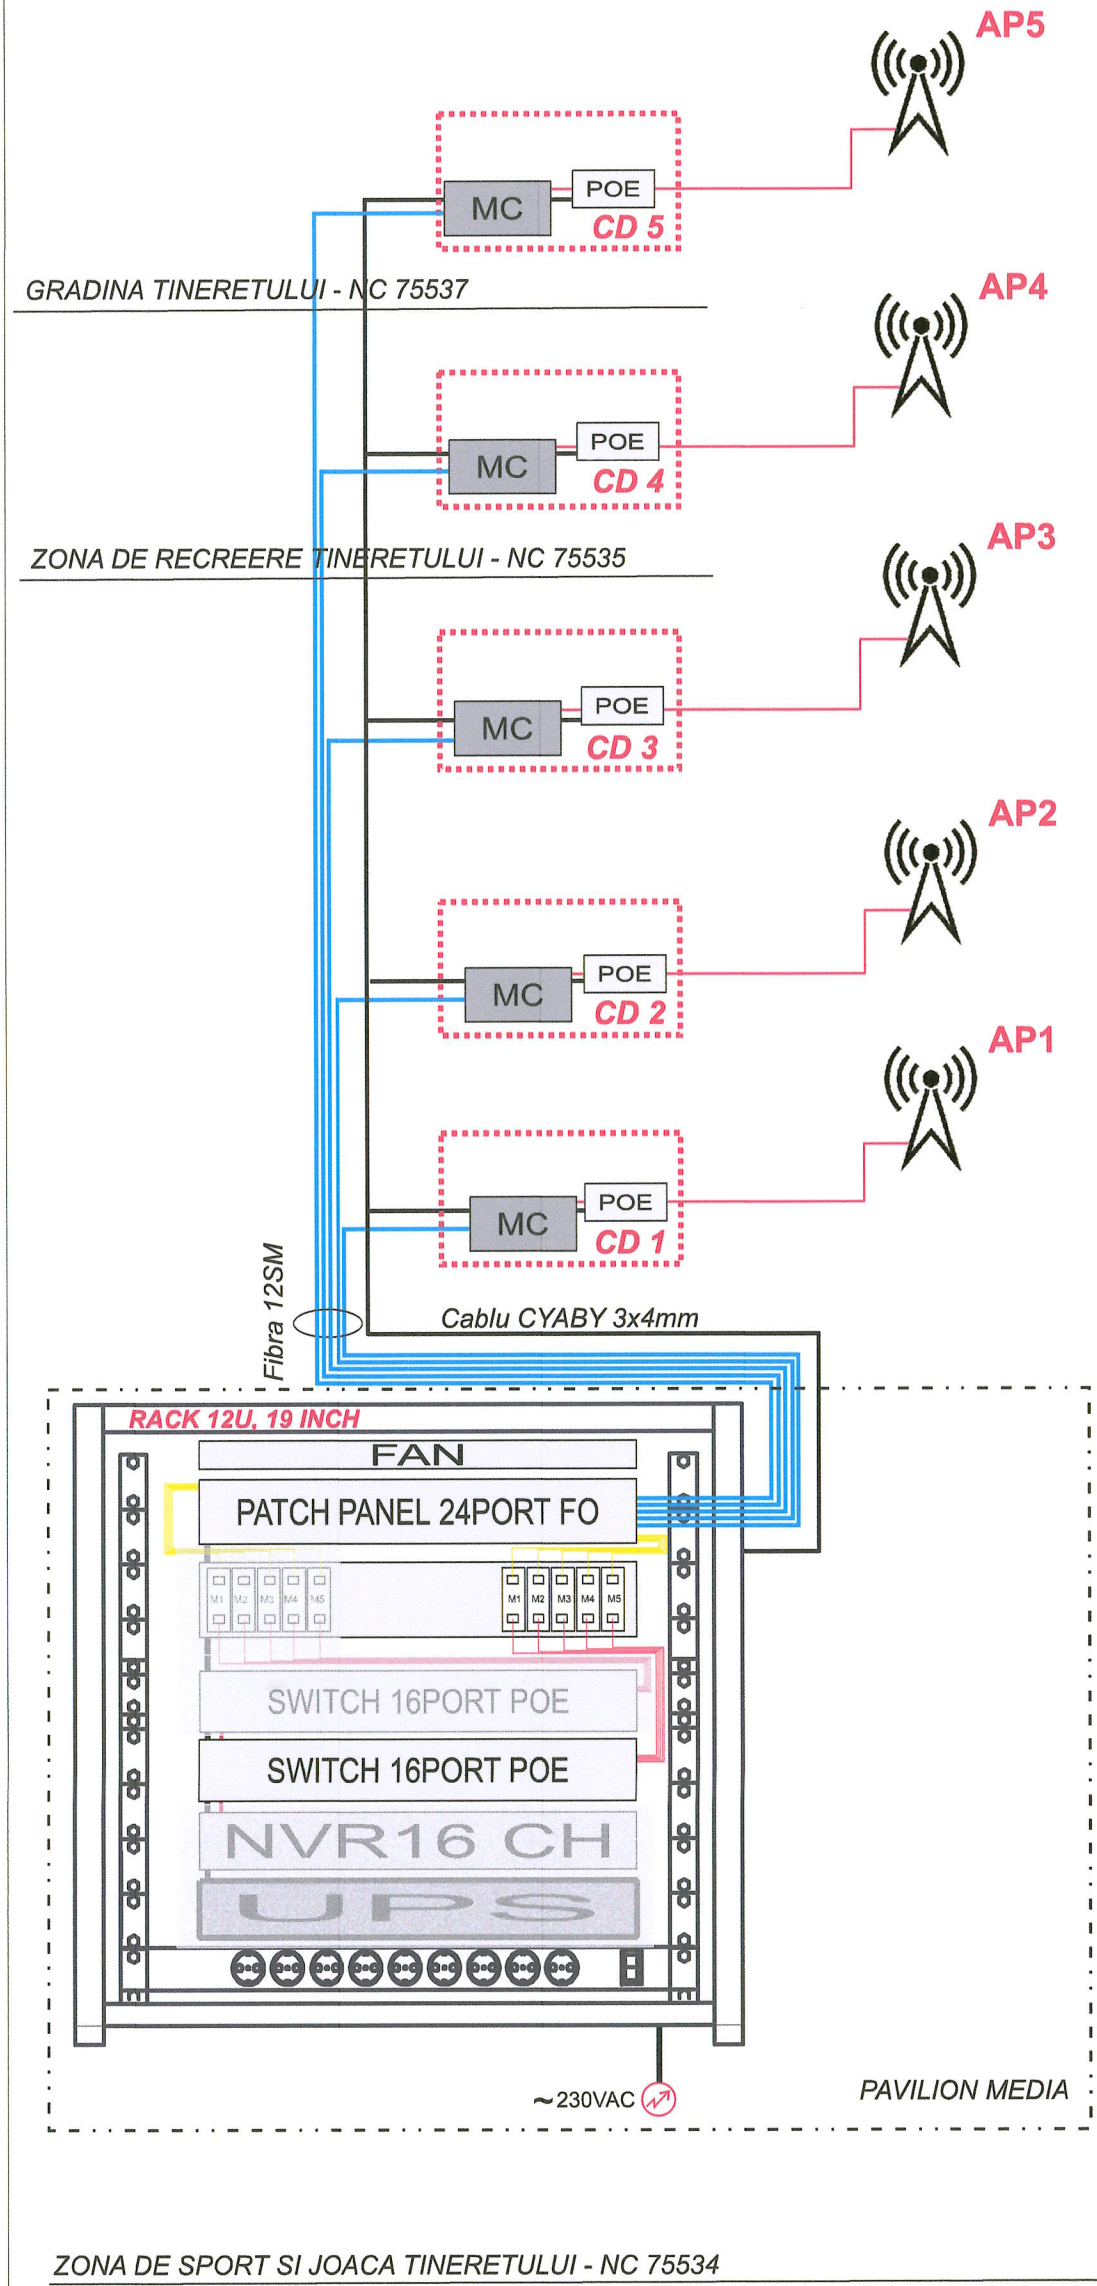 AP5
POE
MC
CD 5
GRADINA TINERETULUI - NC 75537
AP4
POE
MC
CD 4
AP3
ZONA DE RECREERE TINERETULUI - NC 75535
POE
MC
CD 3
AP2
POE
MC
CD 2
AP1
POE
MC
CD 1
Fibra 12SM
Cablu CYABY 3x4mm
RACK 12U, 19 INCH
FAN
PATCH PANEL 24PORT FO
M1 M2 M3 M4 M5 M1 M2 M3 M4 M5
SWITCH 16PORT POE
SWITCH 16PORT POE
NVR16 CH
UPS
~230VAC
PAVILION MEDIA
ZONA DE SPORT SI JOACA TINERETULUI - NC 75534